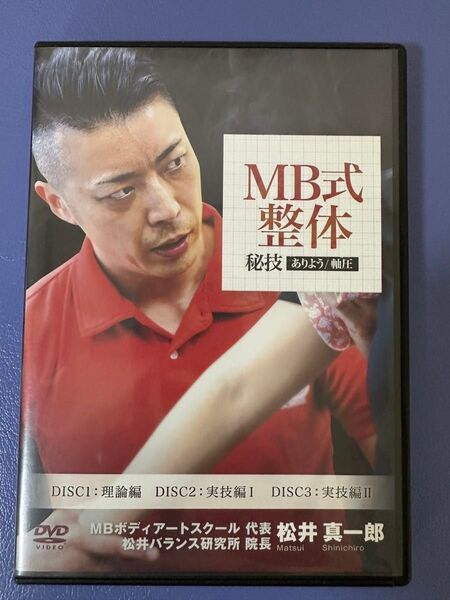 MB式
整体
秘技 ありよう/軸圧
DISC1:理論編 DISC2:実技編Ⅰ DISC3:実技編Ⅱ
DVD
VIDEO
MBボディアートスクール 代表
松井バランス研究所 院長
松井 真一郎
Matsui Shinichiro